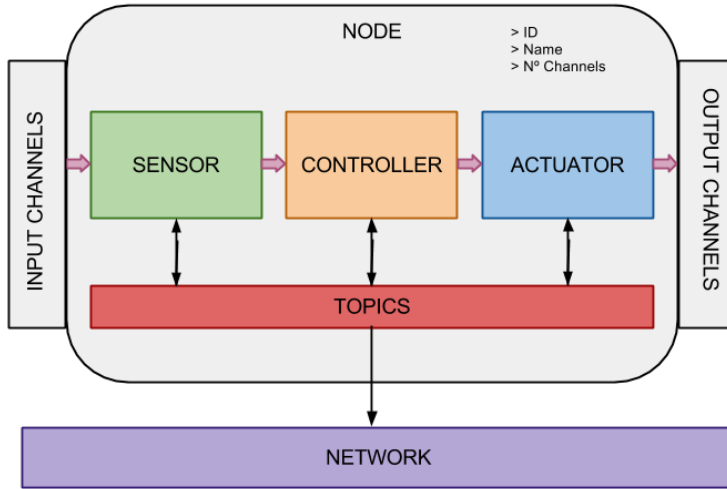 NODE
> ID
> Name
> Nº Channels
INPUT CHANNELS
SENSOR
CONTROLLER
ACTUATOR
OUTPUT CHANNELS
TOPICS
NETWORK